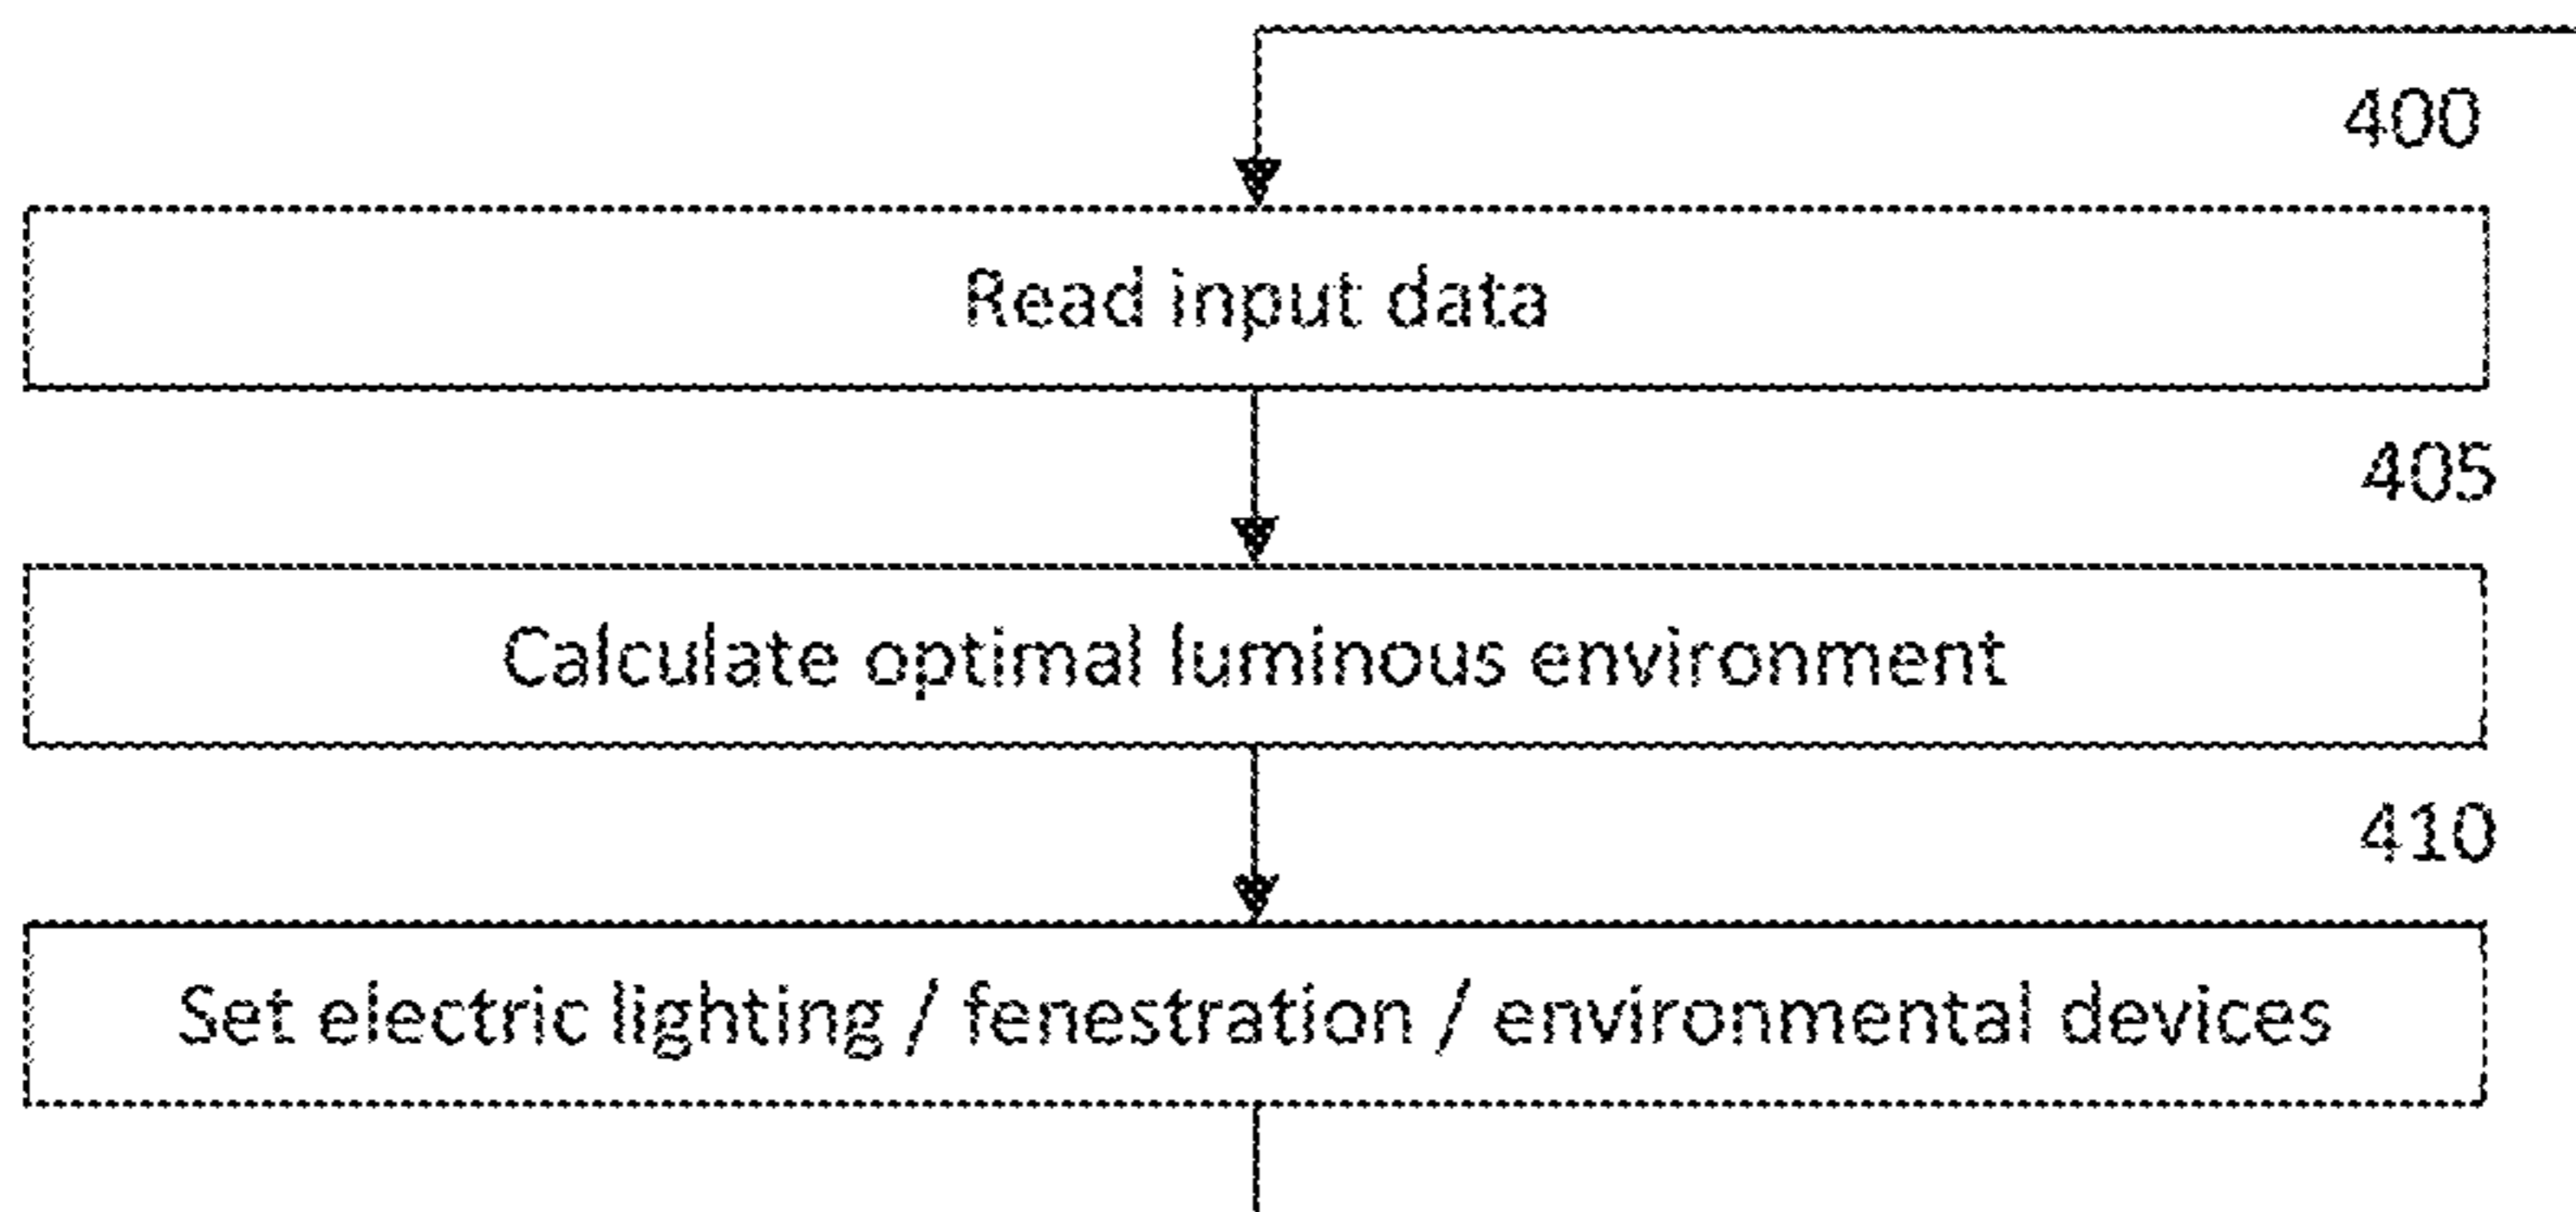 400
Read input data
405
Calculate optimal luminous environment
410
Set electric lighting / fenestration / environmental devices